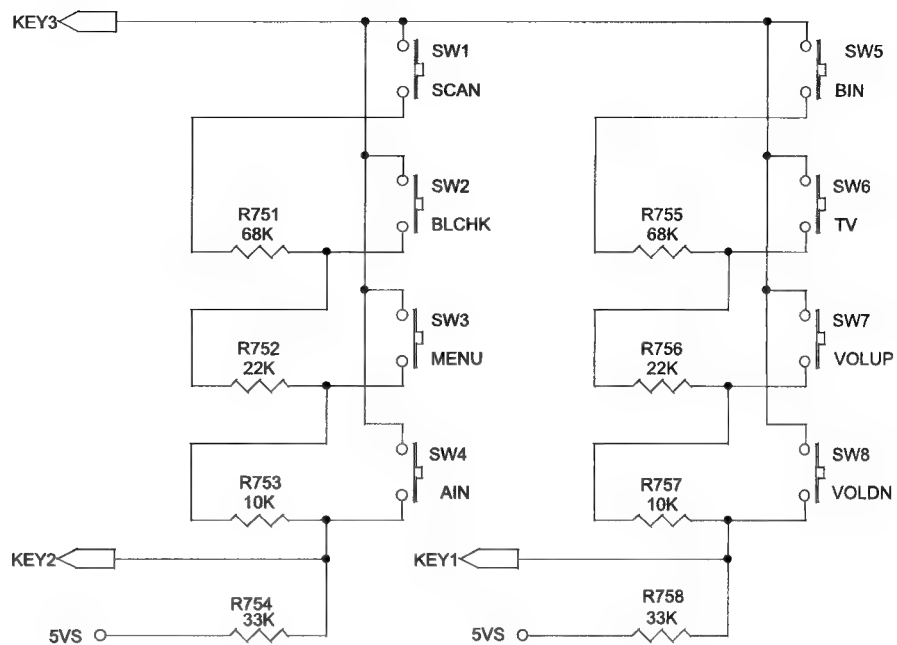 KEY3
SW1
SCAN
SW5
BIN
SW2
BLCHK
R751
68K
SW6
TV
R755
68K
SW3
MENU
R752
22K
SW7
VOLUP
R756
22K
SW4
AIN
R753
10K
SW8
VOLDN
R757
10K
KEY2
KEY1
R754
33K
5VS
R758
33K
5VS